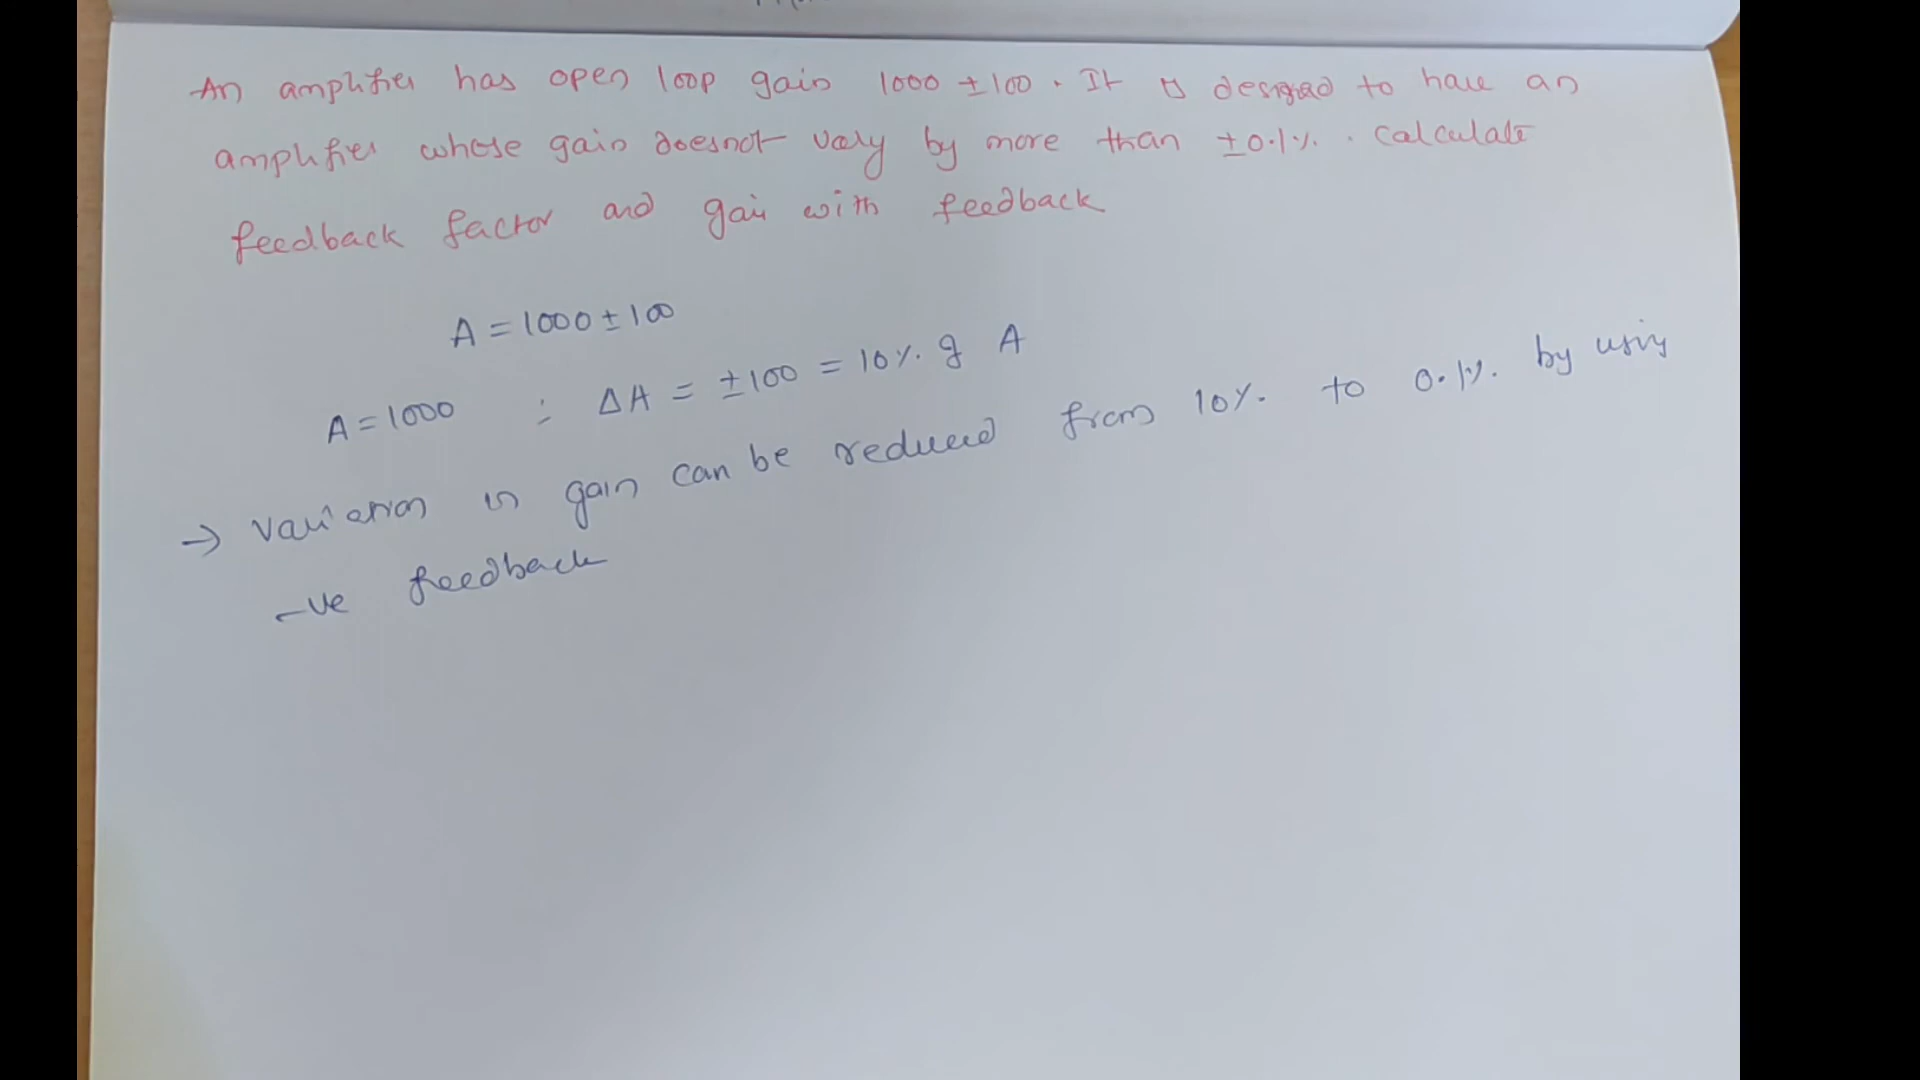 An amplifier has open loop gain 1000 ± 100. It is desired to have an
amplifier whose gain doesnot vary by more than ±0.1%. Calculate
feedback factor and gain with feedback
A = 1000 ± 100
A = 1000 : ΔA = ±100 = 10% of A
→ Variation in gain can be reduced from 10% to 0.1% by using
-ve feedback